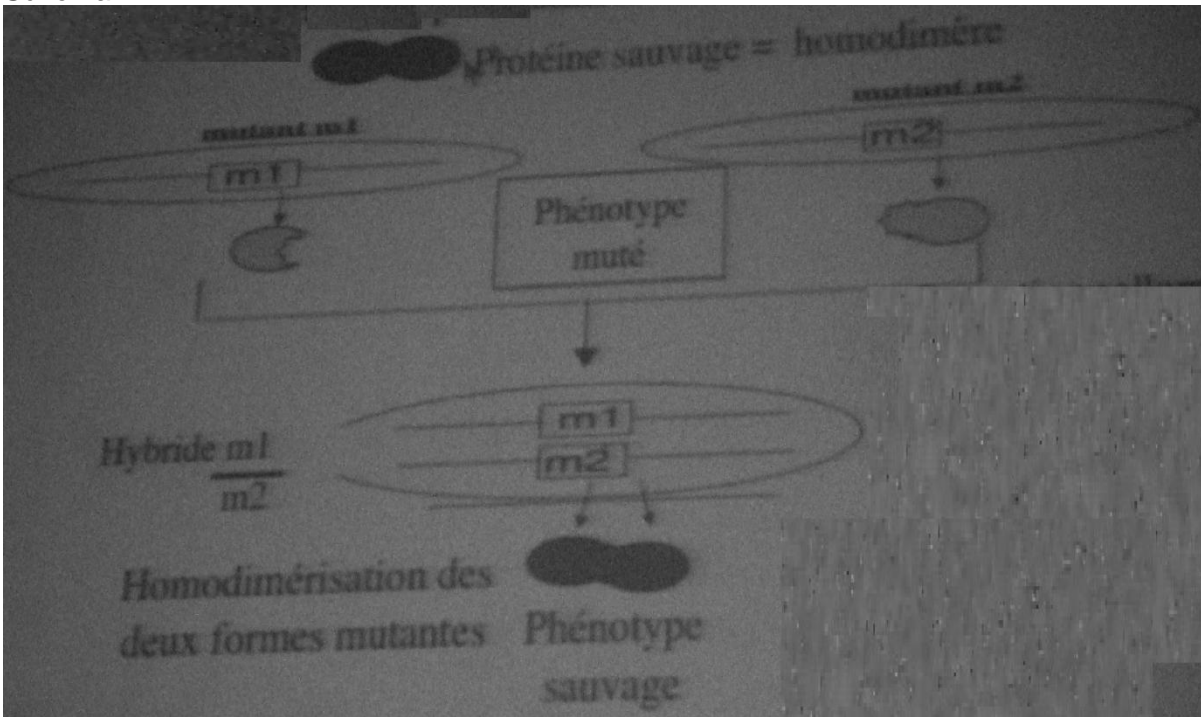 Protéine sauvage = homodimère
mutant m1
mutant m2
m1
m2
Phénotype
muté
m1
m2
Hybride m1
m2
Homodimérisation des
deux formes mutantes
Phénotype
sauvage